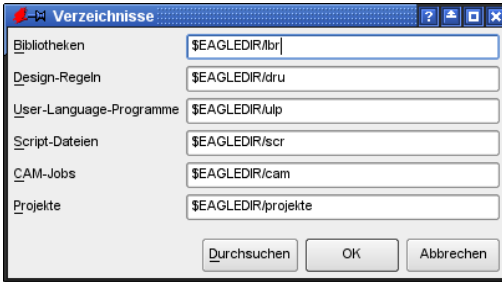 Verzeichnisse
Bibliotheken $EAGLEDIR/lbr
Design-Regeln $EAGLEDIR/dru
User-Language-Programme $EAGLEDIR/ulp
Script-Dateien $EAGLEDIR/scr
CAM-Jobs $EAGLEDIR/cam
Projekte $EAGLEDIR/projekte
Durchsuchen OK Abbrechen